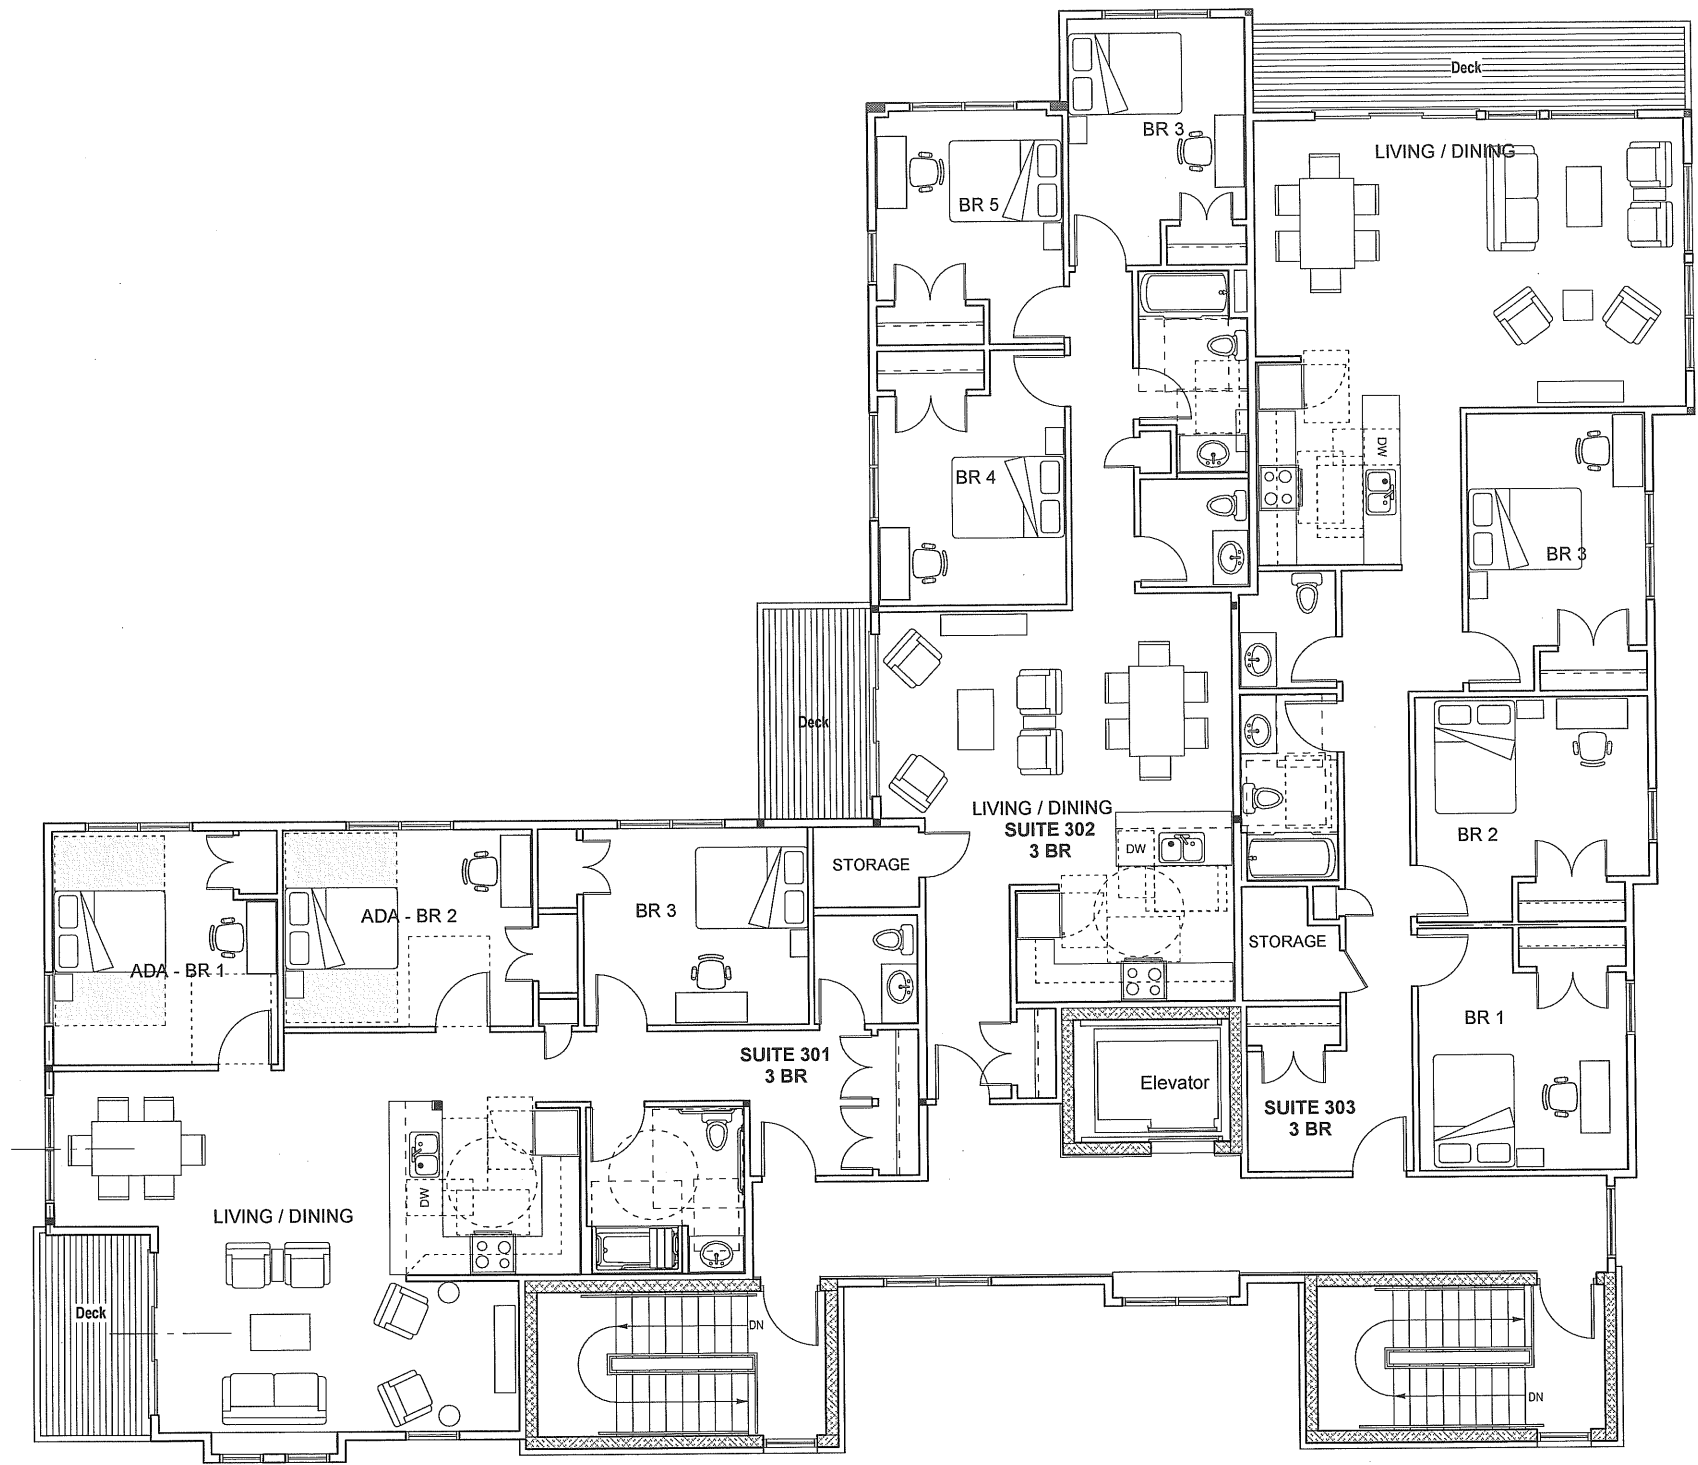 Deck
BR 3
LIVING / DINING
BR 5
DW
BR 4
BR 3
Deck
LIVING / DINING
SUITE 302
3 BR
DW
BR 2
STORAGE
BR 3
ADA - BR 2
STORAGE
ADA - BR 1
BR 1
SUITE 301
3 BR
Elevator
SUITE 303
3 BR
DW
LIVING / DINING
Deck
DN
DN